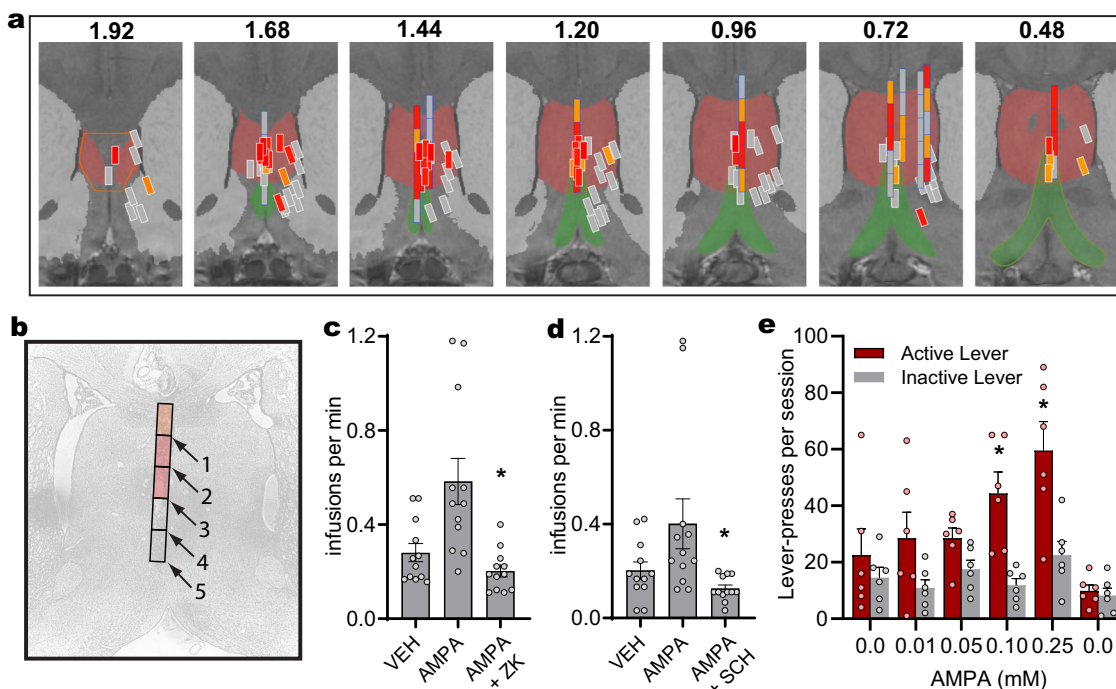 a
1.92 1.68 1.44 1.20 0.96 0.72 0.48
b
1
2
3
4
5
c
infusions per min
1.2
0.8
0.4
0.0
VEH
AMPA
*
AMPA + ZK
d
infusions per min
1.2
0.8
0.4
0.0
VEH
AMPA
*
AMPA + SCH
e
Lever-presses per session
100
80
60
40
20
0
Active Lever
Inactive Lever
* *
0.0 0.01 0.05 0.10 0.25 0.0
AMPA (mM)